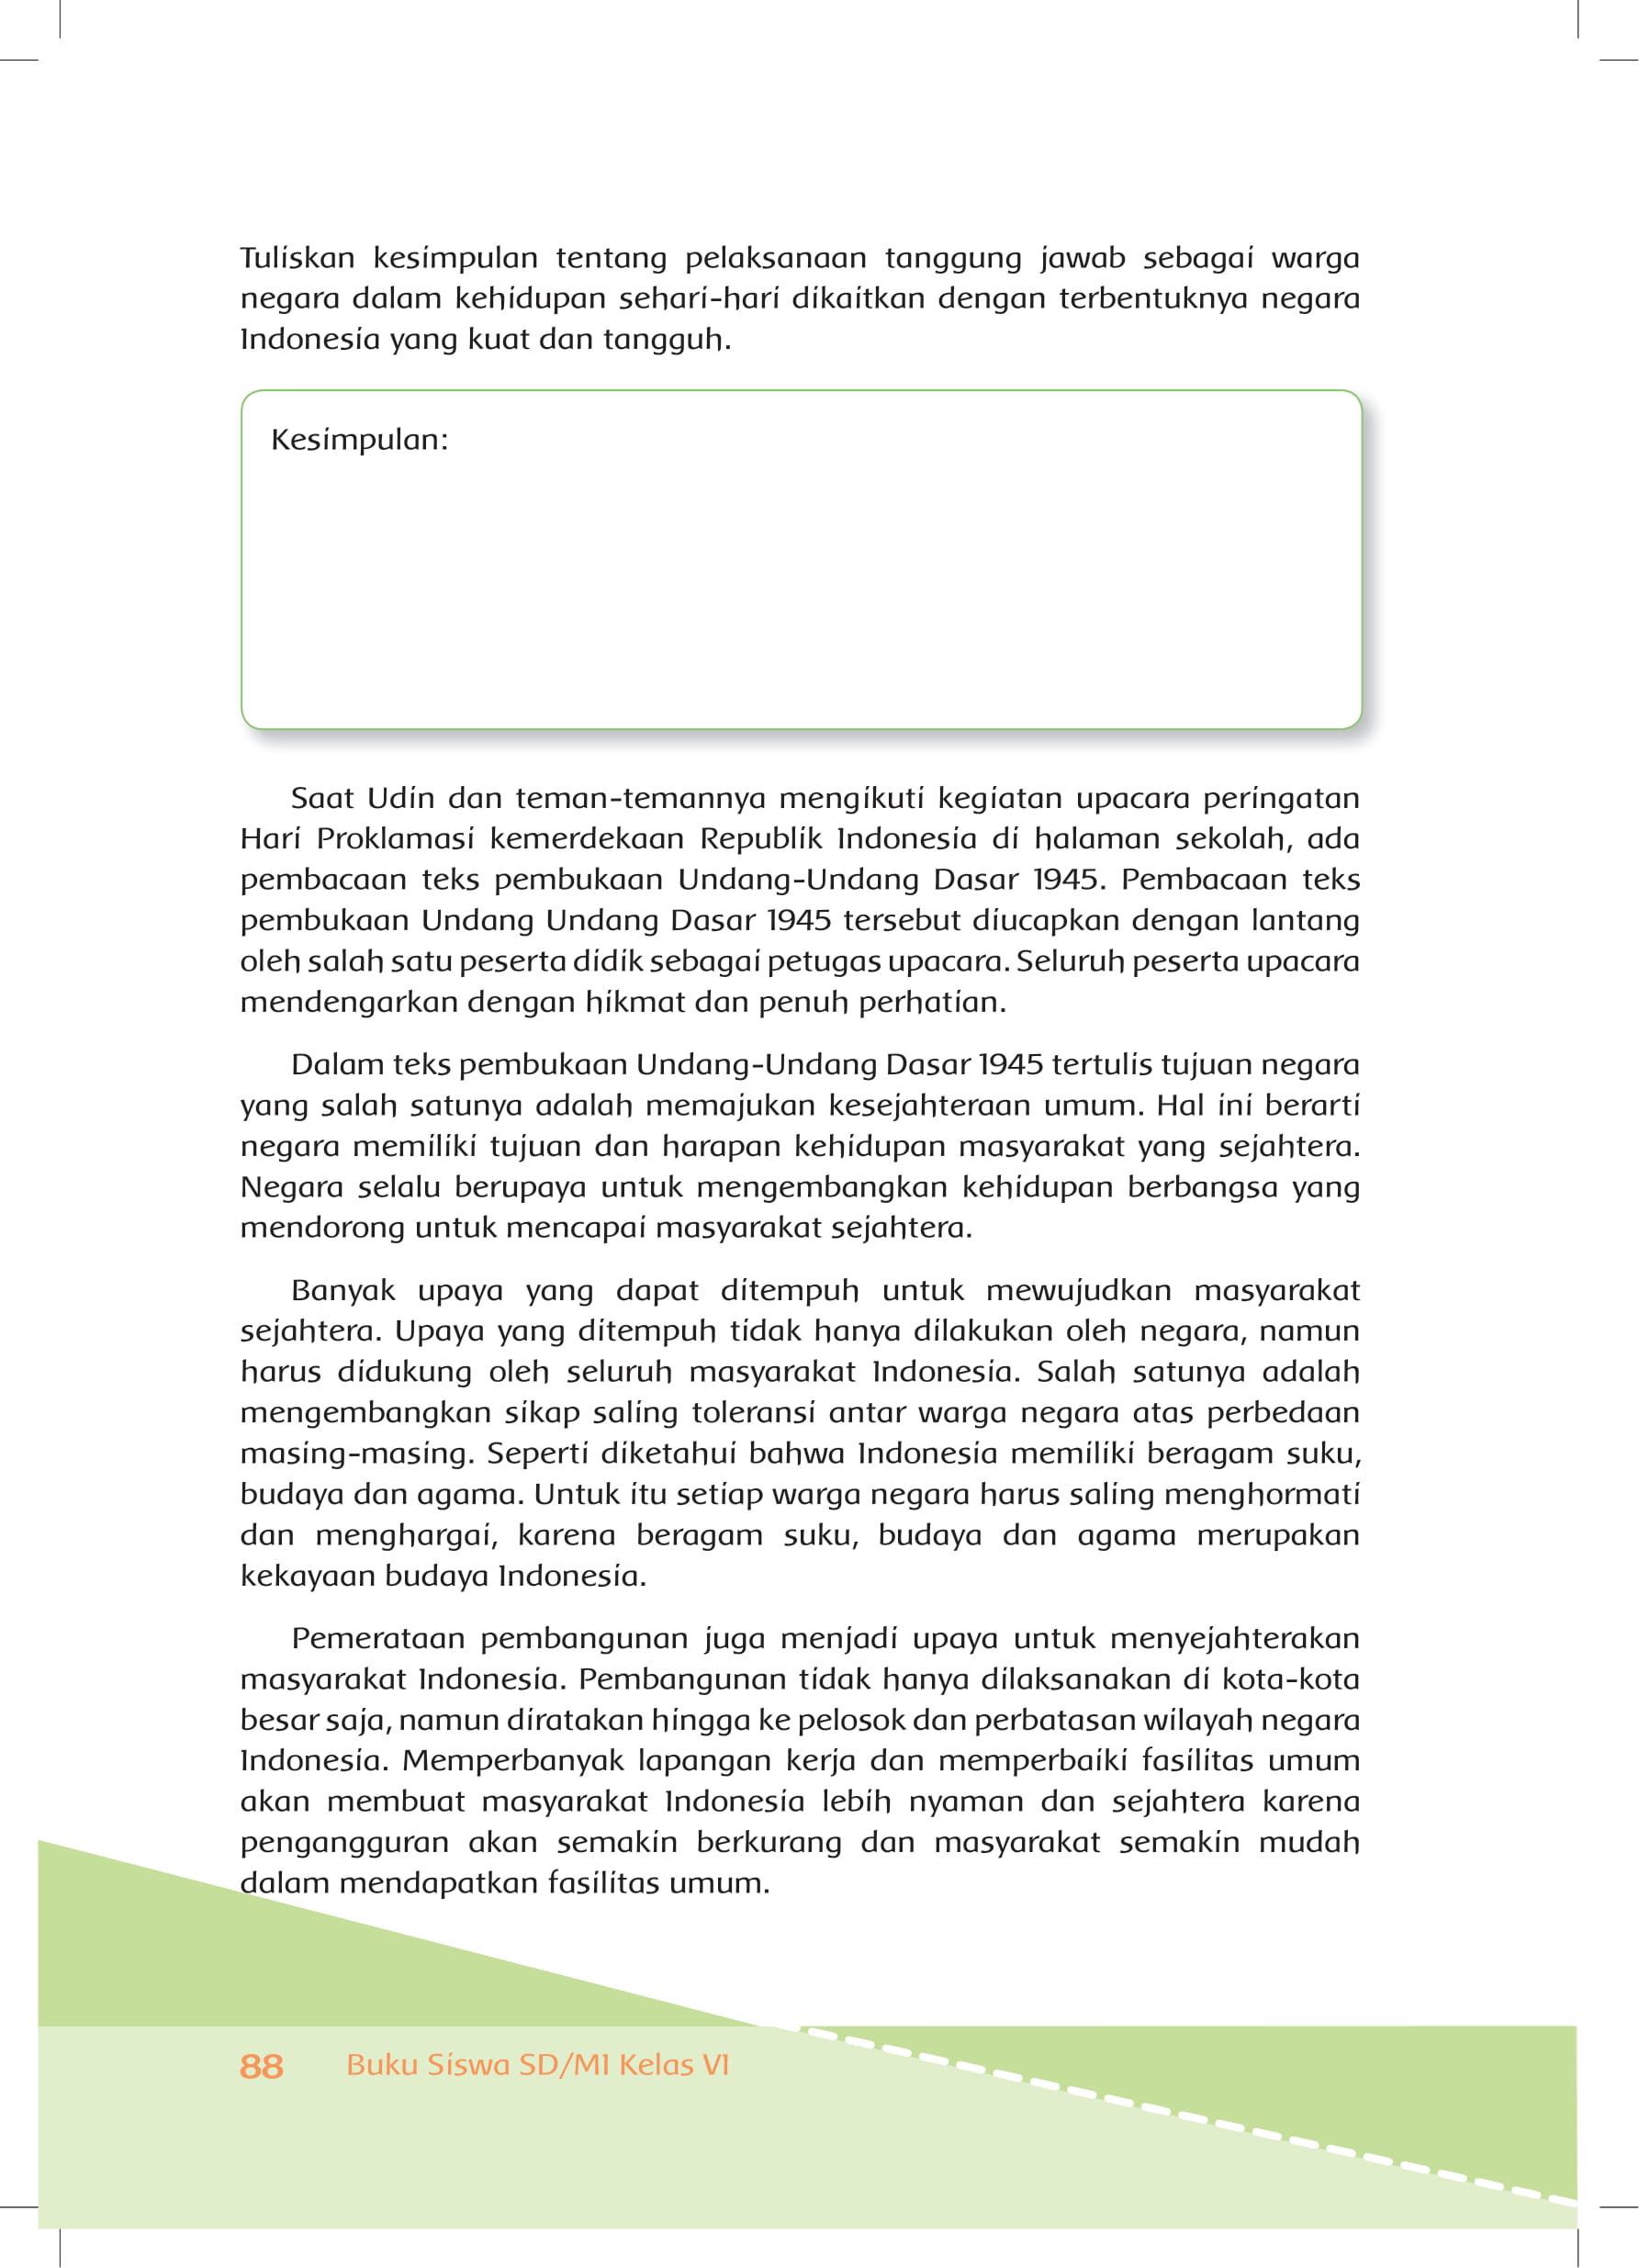 Tuliskan kesimpulan tentang pelaksanaan tanggung jawab sebagai warga
negara dalam kehidupan sehari-hari dikaitkan dengan terbentuknya negara
Indonesia yang kuat dan tangguh.
Kesimpulan:
Saat Udin dan teman-temannya mengikuti kegiatan upacara peringatan
Hari Proklamasi kemerdekaan Republik Indonesia di halaman sekolah, ada
pembacaan teks pembukaan Undang-Undang Dasar 1945. Pembacaan teks
pembukaan Undang Undang Dasar 1945 tersebut diucapkan dengan lantang
oleh salah satu peserta didik sebagai petugas upacara. Seluruh peserta upacara
mendengarkan dengan hikmat dan penuh perhatian.
Dalam teks pembukaan Undang-Undang Dasar 1945 tertulis tujuan negara
yang salah satunya adalah memajukan kesejahteraan umum. Hal ini berarti
negara memiliki tujuan dan harapan kehidupan masyarakat yang sejahtera.
Negara selalu berupaya untuk mengembangkan kehidupan berbangsa yang
mendorong untuk mencapai masyarakat sejahtera.
Banyak upaya yang dapat ditempuh untuk mewujudkan masyarakat
sejahtera. Upaya yang ditempuh tidak hanya dilakukan oleh negara, namun
harus didukung oleh seluruh masyarakat Indonesia. Salah satunya adalah
mengembangkan sikap saling toleransi antar warga negara atas perbedaan
masing-masing. Seperti diketahui bahwa Indonesia memiliki beragam suku,
budaya dan agama. Untuk itu setiap warga negara harus saling menghormati
dan menghargai, karena beragam suku, budaya dan agama merupakan
kekayaan budaya Indonesia.
Pemerataan pembangunan juga menjadi upaya untuk menyejahterakan
masyarakat Indonesia. Pembangunan tidak hanya dilaksanakan di kota-kota
besar saja, namun diratakan hingga ke pelosok dan perbatasan wilayah negara
Indonesia. Memperbanyak lapangan kerja dan memperbaiki fasilitas umum
akan membuat masyarakat Indonesia lebih nyaman dan sejahtera karena
pengangguran akan semakin berkurang dan masyarakat semakin mudah
dalam mendapatkan fasilitas umum.
88 Buku Siswa SD/MI Kelas VI